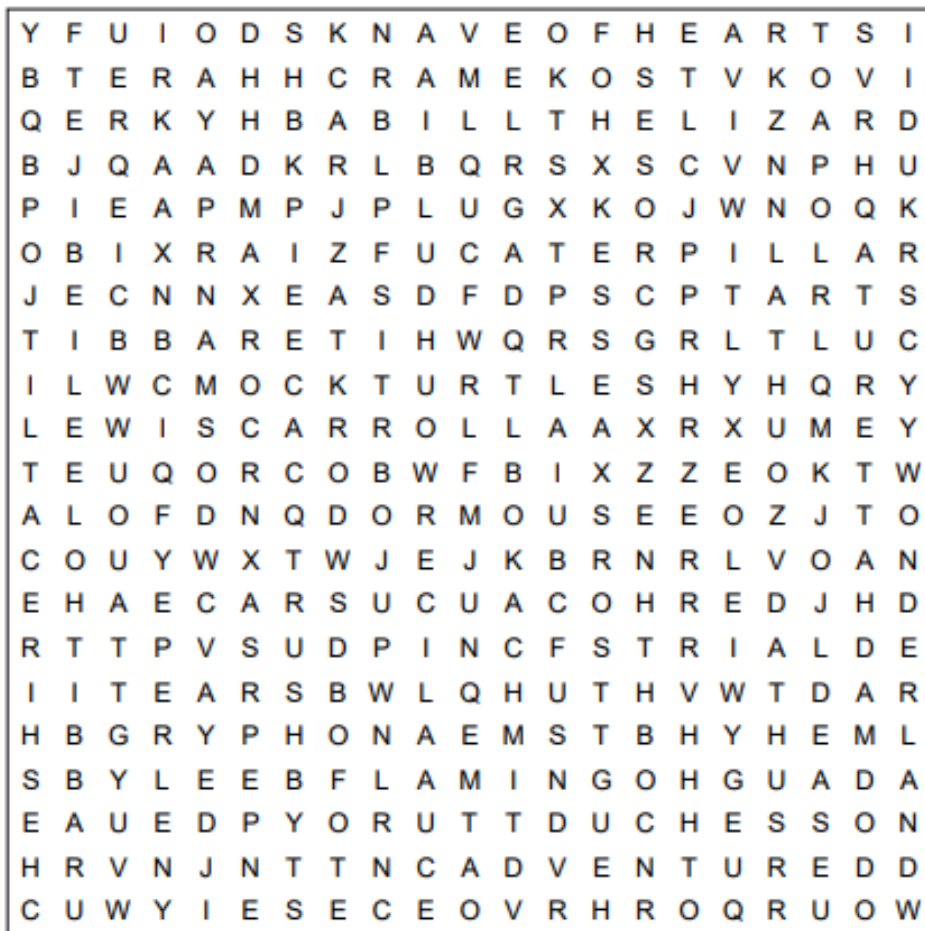 Y F U I O D S K N A V E O F H E A R T S I
B T E R A H H C R A M E K O S T V K O V I
Q E R K Y H B A B I L L T H E L I Z A R D
B J Q A A D K R L B Q R S X S C V N P H U
P I E A P M P J P L U G X K O J W N O Q K
O B I X R A I Z F U C A T E R P I L L A R
J E C N N X E A S D F D P S C P T A R T S
T I B B A R E T I H W Q R S G R L T L U C
I L W C M O C K T U R T L E S H Y H Q R Y
L E W I S C A R R O L L A A X R X U M E Y
T E U Q O R C O B W F B I X Z Z E O K T W
A L O F D N Q D O R M O U S E E O Z J T O
C O U Y W X T W J E J K B R N R L V O A N
E H A E C A R S U C U A C O H R E D J H D
R T T P V S U D P I N C F S T R I A L D E
I I T E A R S B W L Q H U T H V W T D A R
H B G R Y P H O N A E M S T B H Y H E M L
S B Y L E E B F L A M I N G O H G U A D A
E A U E D P Y O R U T T D U C H E S S O N
H R V N J N T T N C A D V E N T U R E D D
C U W Y I E S E C E O V R H R O Q R U O W